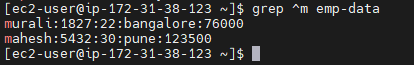 [ec2-user@ip-172-31-38-123 ~]$ grep ^m emp-data
murali:1827:22:bangalore:76000
mahesh:5432:30:pune:123500
[ec2-user@ip-172-31-38-123 ~]$